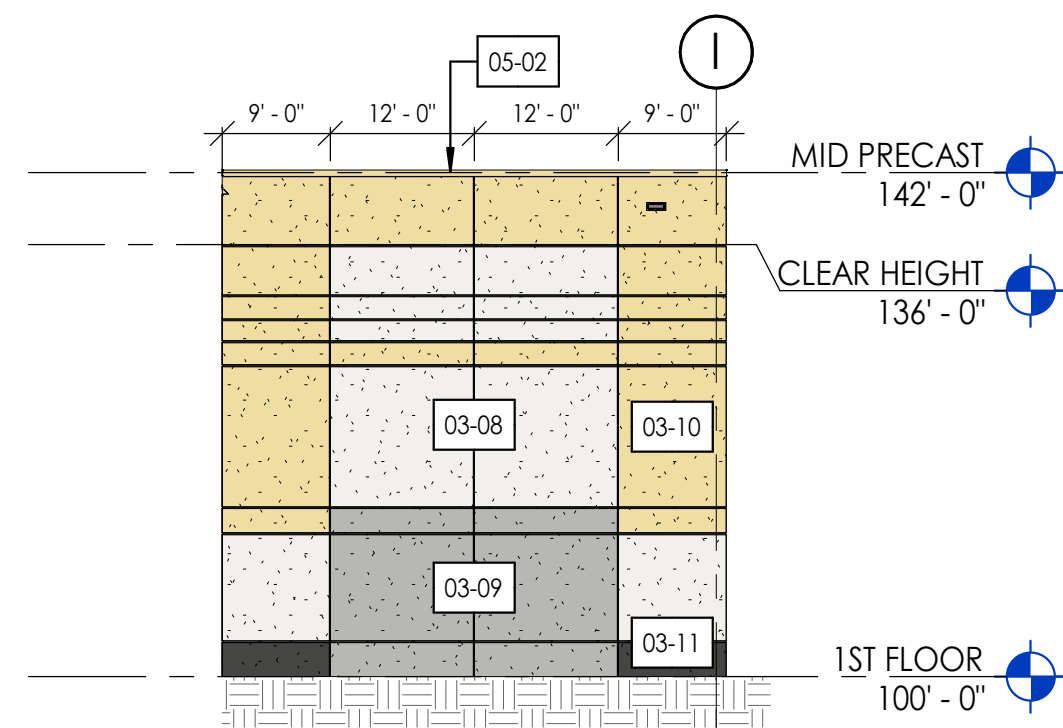 05-02
I
9' - 0"
12' - 0"
12' - 0"
9' - 0"
MID PRECAST
142' - 0"
CLEAR HEIGHT
136' - 0"
03-08
03-10
03-09
03-11
1ST FLOOR
100' - 0"